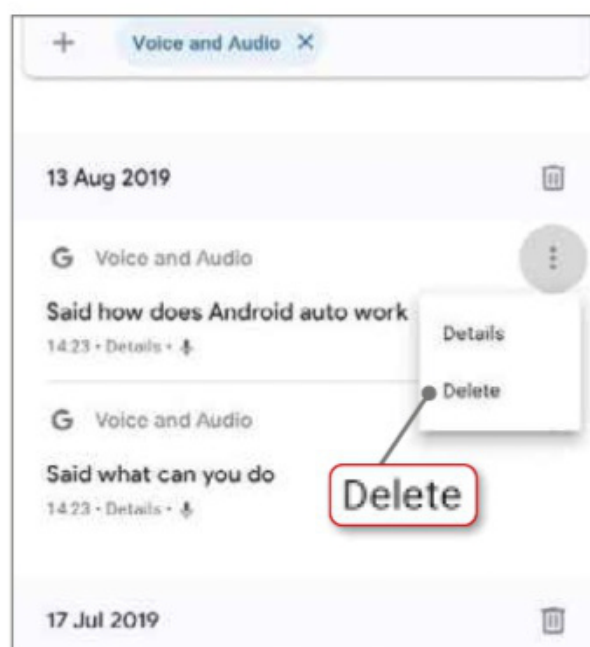 + Voice and Audio ×
13 Aug 2019
G Voice and Audio
Said how does Android auto work
14:23 • Details •
Details
Delete
G Voice and Audio
Said what can you do
14:23 • Details •
Delete
17 Jul 2019